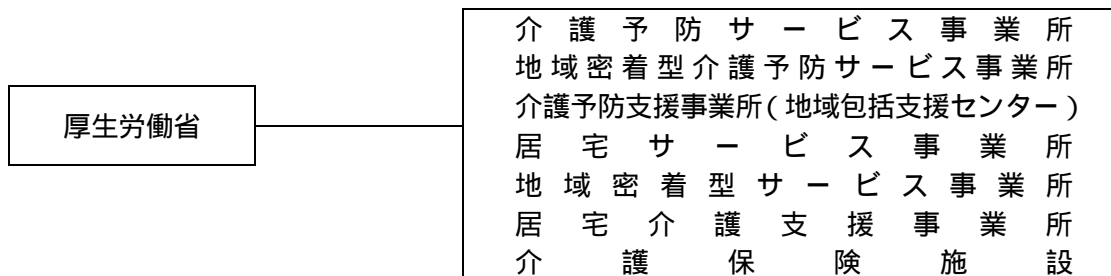 厚生労働省
介護予防サービス事業所
地域密着型介護予防サービス事業所
介護予防支援事業所(地域包括支援センター)
居宅サービス事業所
地域密着型サービス事業所
居宅介護支援事業所
介護保険施設